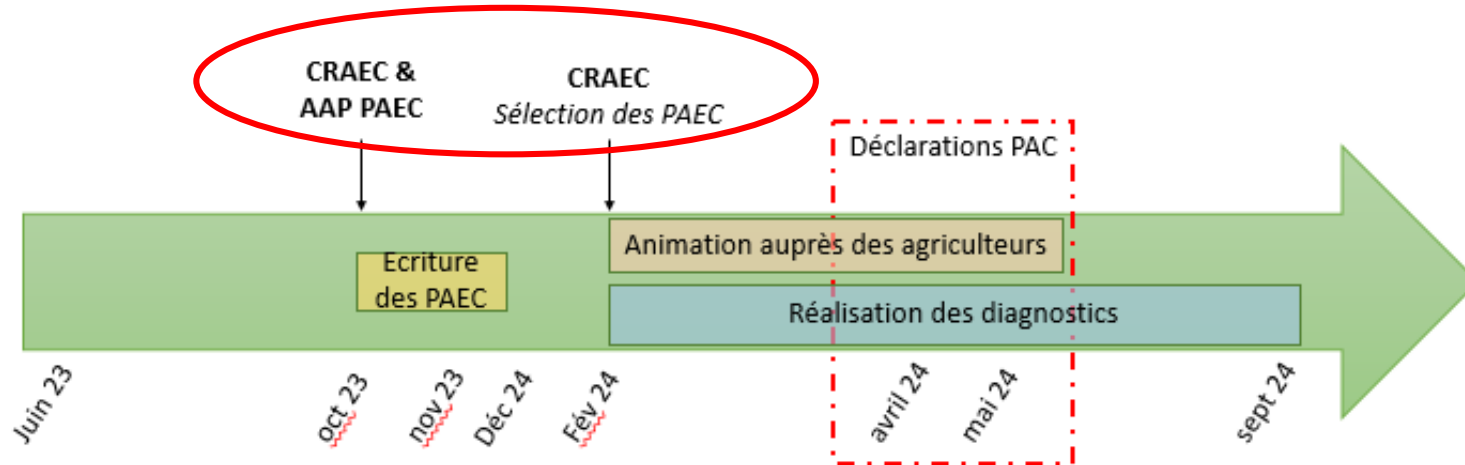 CRAEC &
AAP PAEC
CRAEC
Sélection des PAEC
Déclarations PAC
Animation auprès des agriculteurs
Ecriture
des PAEC
Réalisation des diagnostics
Juin 23
oct 23
nov 23
Déc 24
Fév 24
avril 24
mai 24
sept 24